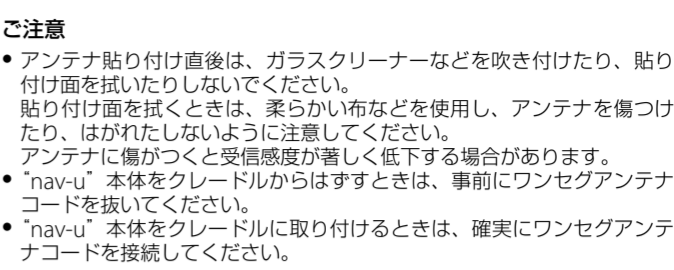 ご注意
• アンテナ貼り付け直後は、ガラスクリーナーなどを吹き付けたり、貼り
付け面を拭いたりしないでください。
貼り付け面を拭くときは、柔らかい布などを使用し、アンテナを傷つけ
たり、はがれたしないように注意してください。
アンテナに傷がつくと受信感度が著しく低下する場合があります。
• “nav-u”本体をクレードルからはずすときは、事前にワンセグアンテナ
コードを抜いてください。
• “nav-u”本体をクレードルに取り付けるときは、確実にワンセグアンテ
ナコードを接続してください。